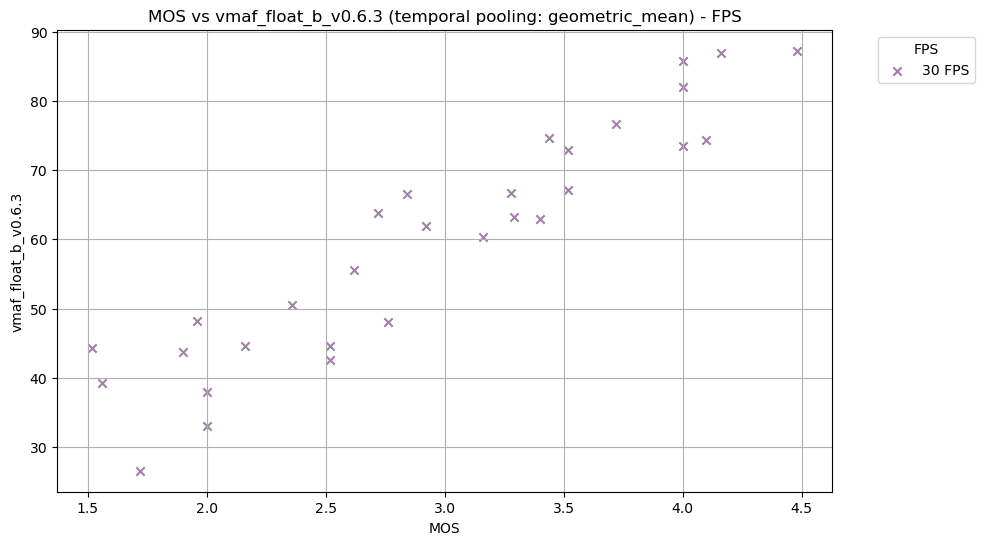 MOS vs vmaf_float_b_v0.6.3 (temporal pooling: geometric_mean) - FPS
FPS
30 FPS
vmaf_float_b_v0.6.3
90
80
70
60
50
40
30
1.5 2.0 2.5 3.0 3.5 4.0 4.5
MOS